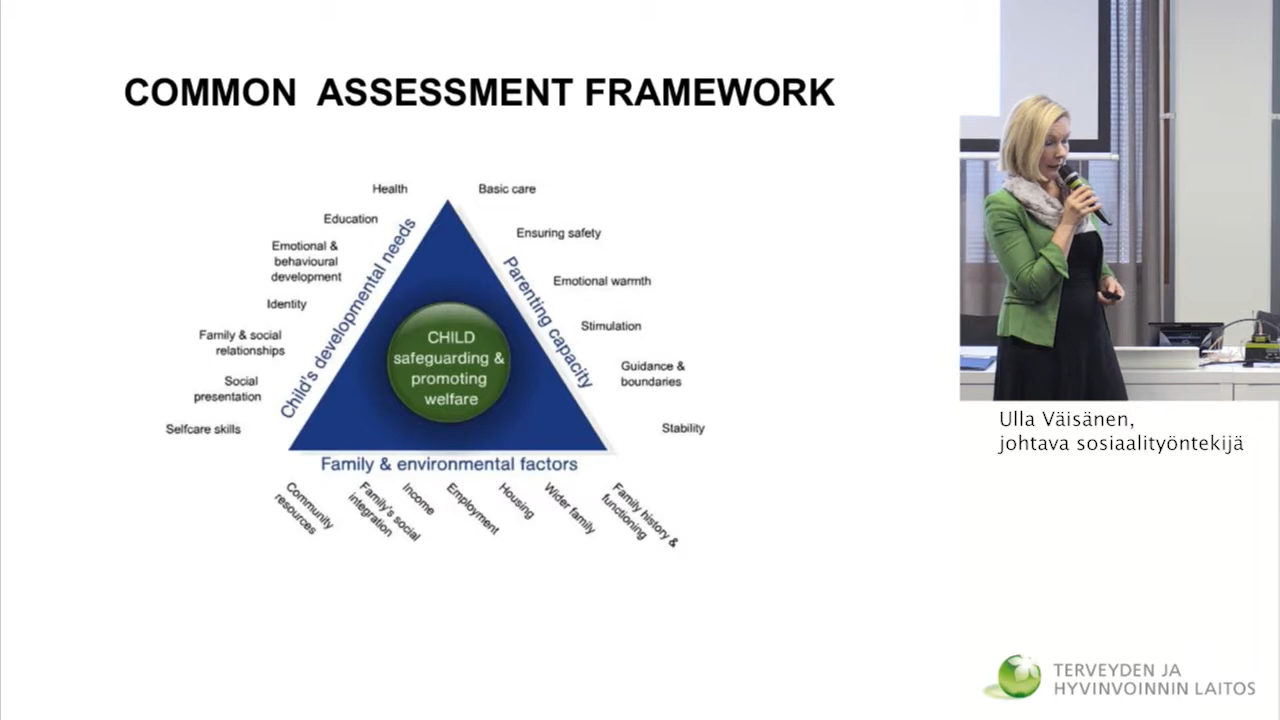 COMMON ASSESSMENT FRAMEWORK
Health
Education
Emotional &
behavioural
development
Identity
Family & social
relationships
Social
presentation
Selfcare skills
Child's developmental needs
CHILD
safeguarding &
promoting
welfare
Parenting capacity
Basic care
Ensuring safety
Emotional warmth
Stimulation
Guidance &
boundaries
Stability
Family & environmental factors
Community
resources
Family's social
integration
Income
Employment
Housing
Wider family
Family history &
functioning
Ulla Väisänen,
johtava sosiaalityöntekijä
TERVEYDEN JA
HYVINVOINNIN LAITOS